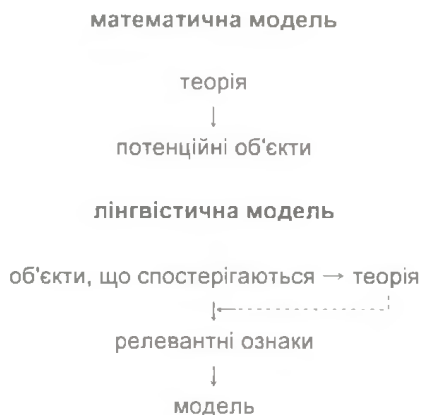 математична модель
теорія
↓
потенційні об'єкти
лінгвістична модель
об'єкти, що спостерігаються → теорія
↓
релевантні ознаки
↓
модель